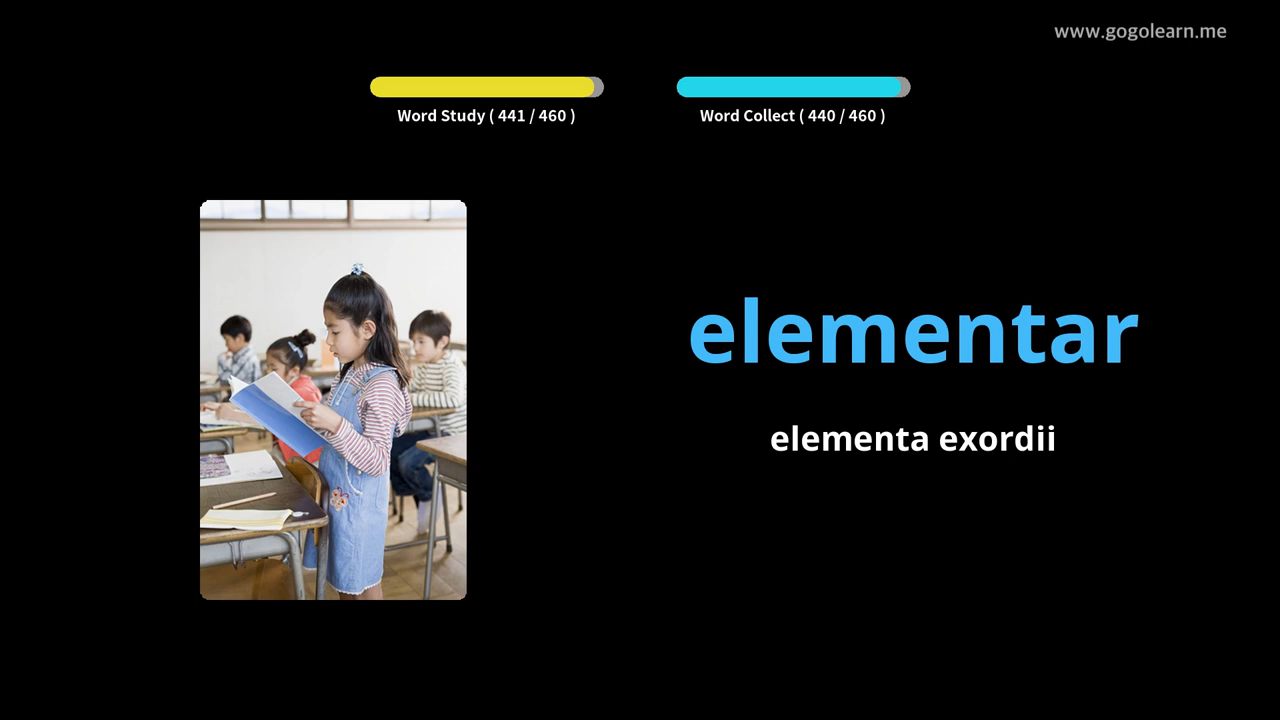 www.gogolearn.me
Word Study ( 441 / 460 )
Word Collect ( 440 / 460 )
elementar
elementa exordii